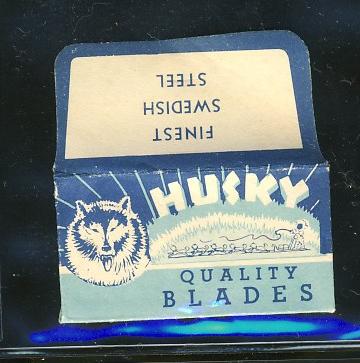 FINEST
SWEDISH
STEEL
HUSKY
QUALITY
BLADES